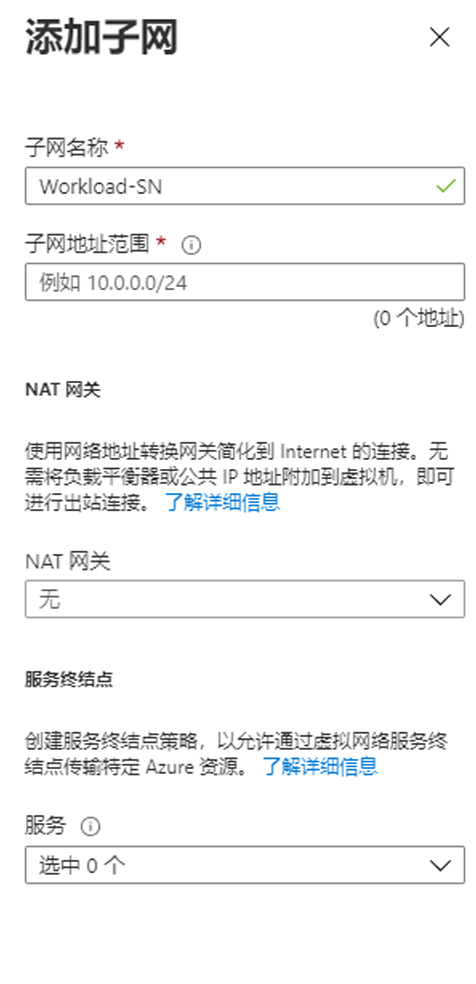 添加子网
子网名称 *
Workload-SN
子网地址范围 *
例如 10.0.0.0/24
(0 个地址)
NAT 网关
使用网络地址转换网关简化到 Internet 的连接。无
需将负载平衡器或公共 IP 地址附加到虚拟机，即可
进行出站连接。 了解详细信息
NAT 网关
无
服务终结点
创建服务终结点策略，以允许通过虚拟网络服务终
结点传输特定 Azure 资源。 了解详细信息
服务
选中 0 个